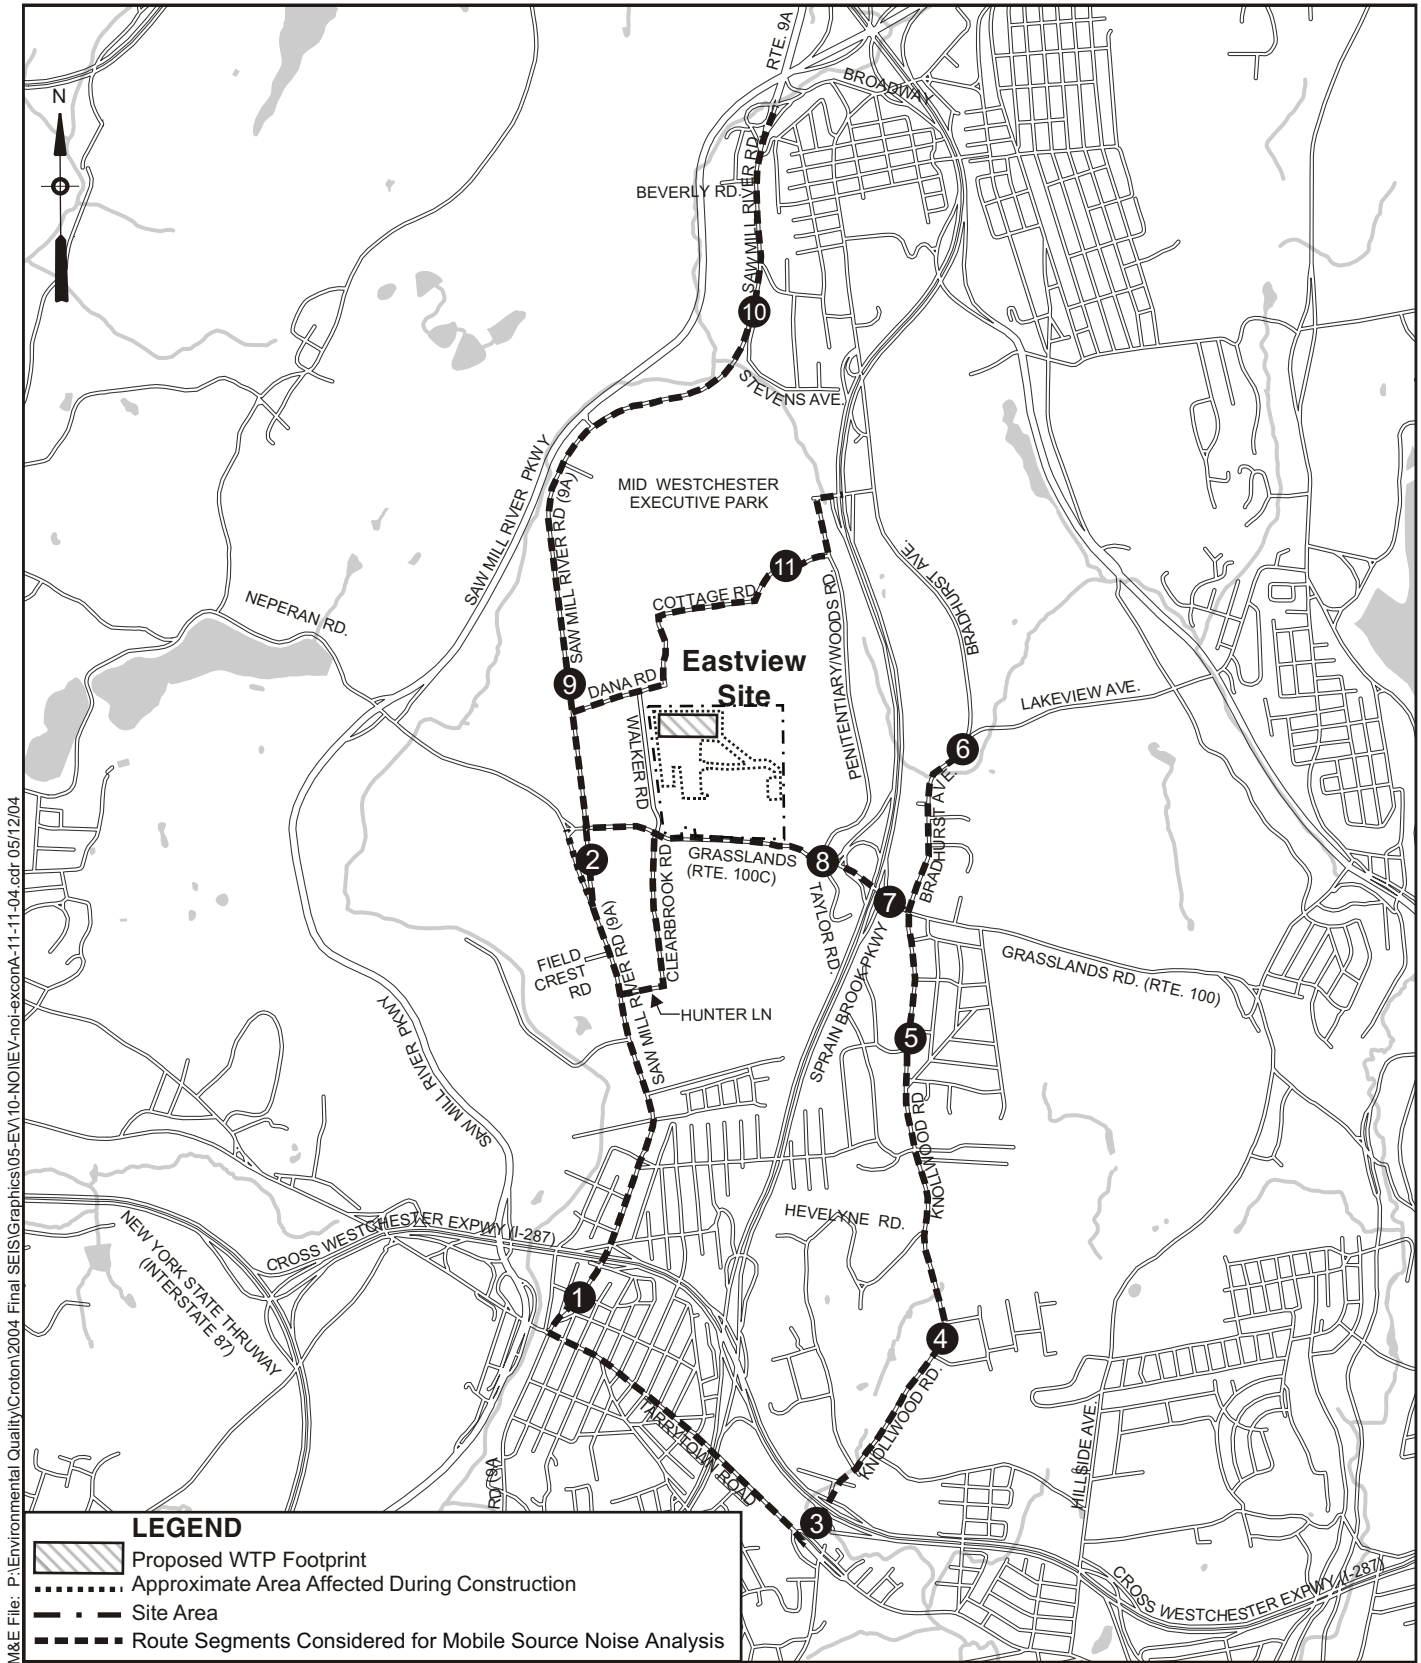 RTE. 9A
BROADWAY
N
BEVERLY RD.
SAW MILL RIVER RD
10
STEVENS AVE.
SAW MILL RIVER PKWY
MID WESTCHESTER
EXECUTIVE PARK
SAW MILL RIVER RD (9A)
11
BRADHURST AVE.
COTTAGE RD
PENITENTIARY/WOODS RD.
NEPERAN RD.
Eastview
Site
9
DANA RD
LAKEVIEW AVE.
WALKER RD
6
BRADHURST AVE.
2
GRASSLANDS
(RTE. 100C)
8
7
CLEARBROOK RD
TAYLOR RD.
SPRAIN BROOK PKWY
GRASSLANDS RD. (RTE. 100)
FIELD
CREST
RD
SAW MILL RIVER RD (9A)
HUNTER LN
SAW MILL RIVER PKWY
5
KNOLLWOOD RD
HEVELYNE RD.
CROSS WESTCHESTER EXPWY (I-287)
NEW YORK STATE THRUWAY
(INTERSTATE 87)
1
4
KNOLLWOOD RD.
TARRYTOWN ROAD
HILLSIDE AVE.
RD (9A
3
CROSS WESTCHESTER EXPWY (I-287)
LEGEND
Proposed WTP Footprint
Approximate Area Affected During Construction
Site Area
Route Segments Considered for Mobile Source Noise Analysis
M&E File: P:\Environmental Quality\Croton\2004 Final SEIS\Graphics\05-EV\10-NOI\EV-noi-exconA-11-11-04.cdr 05/12/04